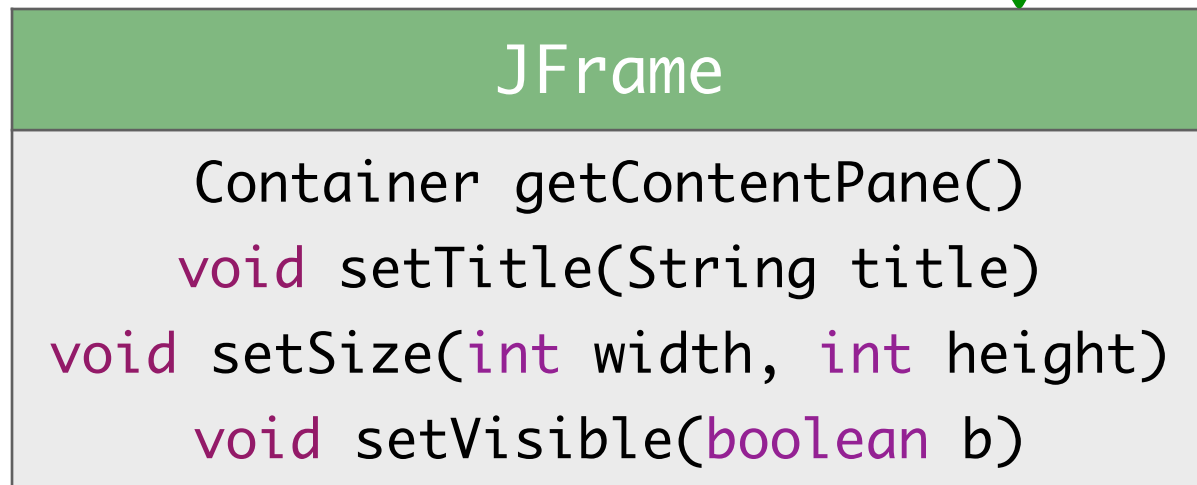 JFrame
Container getContentPane()
void setTitle(String title)
void setSize(int width, int height)
void setVisible(boolean b)